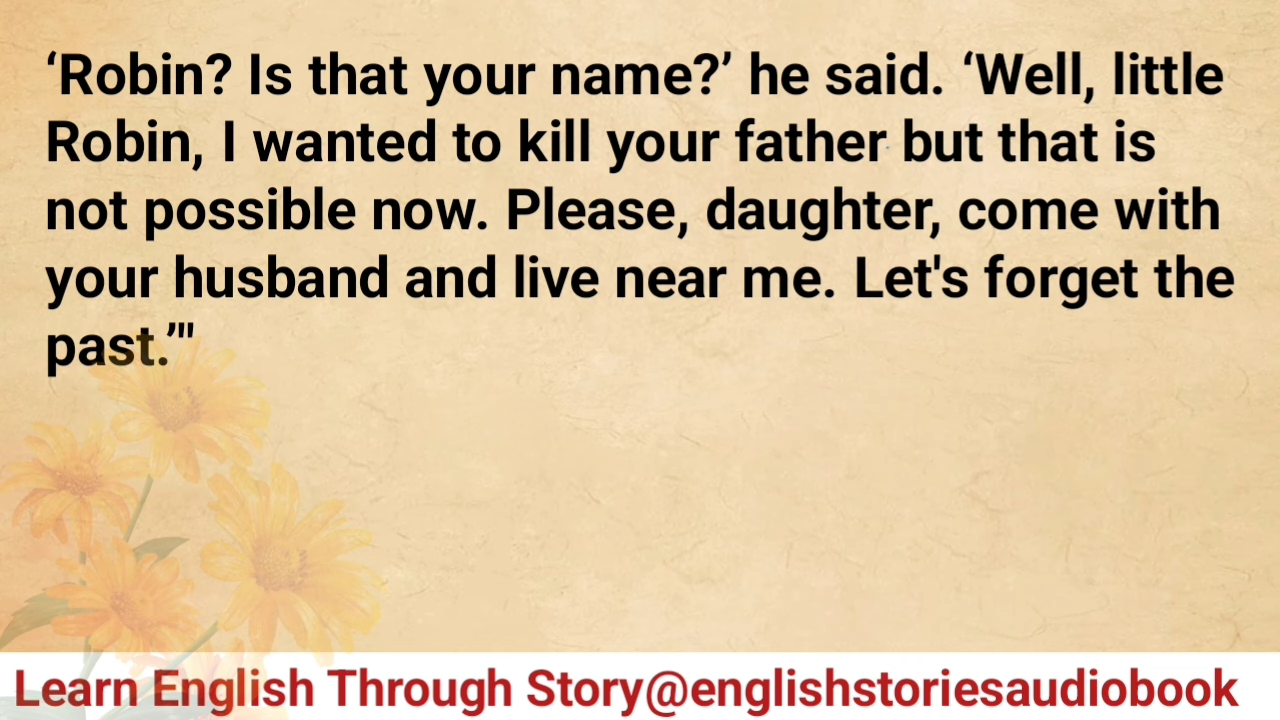 ‘Robin? Is that your name?’ he said. ‘Well, little
Robin, I wanted to kill your father but that is
not possible now. Please, daughter, come with
your husband and live near me. Let's forget the
past.’"
Learn English Through Story@englishstoriesaudiobook